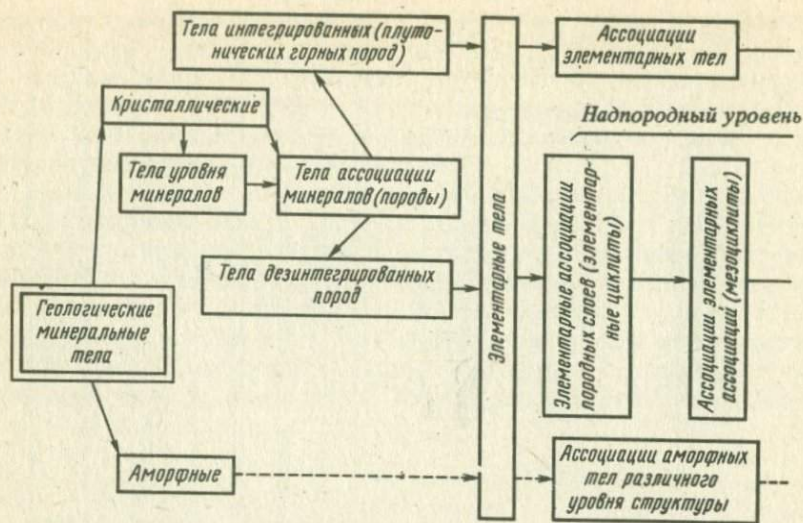 Тела интегрированных (плуто-
нических горных пород)
Ассоциации
элементарных тел
Кристаллические
Надпородный уровень
Тела уровня
минералов
Тела ассоциации
минералов (породы)
Тела дезинтегрированных
пород
Геологические
минеральные
тела
Элементарные тела
Элементарные ассоциации
породных слоев (элементар-
ные циклиты)
Ассоциации элементарных
ассоциаций (мезоциклиты)
Аморфные
Ассоциации аморфных
тел различного
уровня структуры